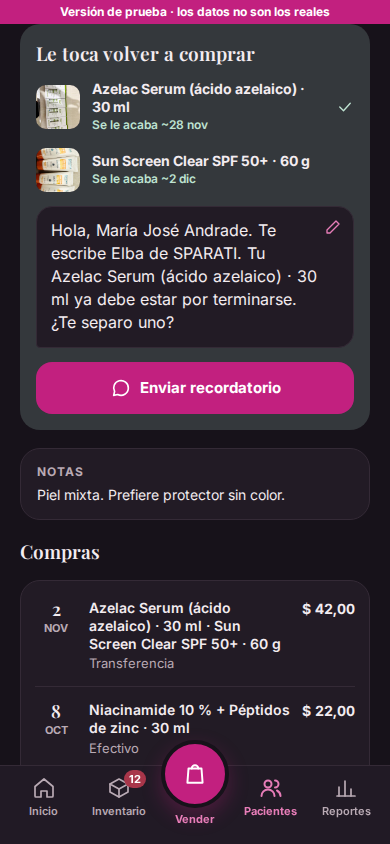 Versión de prueba · los datos no son los reales
Le toca volver a comprar
Azelac Serum (ácido azelaico) ·
30 ml
Se le acaba ~28 nov
Sun Screen Clear SPF 50+ · 60 g
Se le acaba ~2 dic
Hola, María José Andrade. Te
escribe Elba de SPARATI. Tu
Azelac Serum (ácido azelaico) · 30
ml ya debe estar por terminarse.
¿Te separo uno?
Enviar recordatorio
NOTAS
Piel mixta. Prefiere protector sin color.
Compras
2
NOV
Azelac Serum (ácido
azelaico) · 30 ml · Sun
Screen Clear SPF 50+ · 60 g
Transferencia
$ 42,00
8
OCT
Niacinamide 10 % + Péptidos
de zinc · 30 ml
Efectivo
$ 22,00
Inicio
12
Inventario
Vender
Pacientes
Reportes